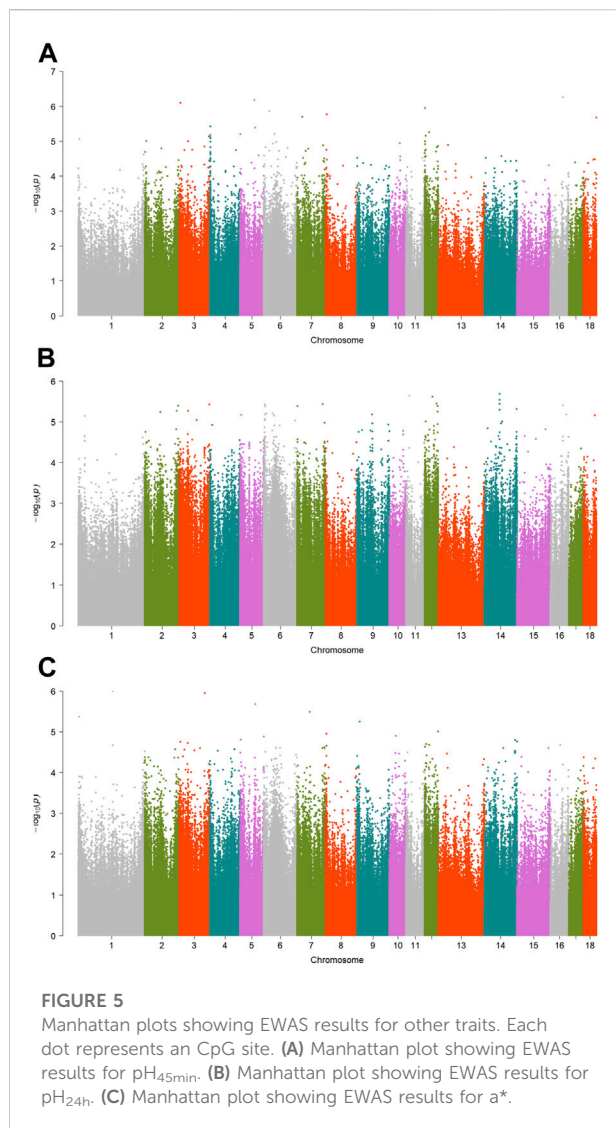 A
7
6
5
4
3
2
1
0
−log10(p)
1 2 3 4 5 6 7 8 9 10 11 13 14 15 16 18
Chromosome
B
6
5
4
3
2
1
0
−log10(p)
1 2 3 4 5 6 7 8 9 10 11 13 14 15 16 18
Chromosome
C
6
5
4
3
2
1
0
−log10(p)
1 2 3 4 5 6 7 8 9 10 11 13 14 15 16 18
Chromosome
FIGURE 5
Manhattan plots showing EWAS results for other traits. Each
dot represents an CpG site. (A) Manhattan plot showing EWAS
results for pH45min. (B) Manhattan plot showing EWAS results for
pH24h. (C) Manhattan plot showing EWAS results for a*.